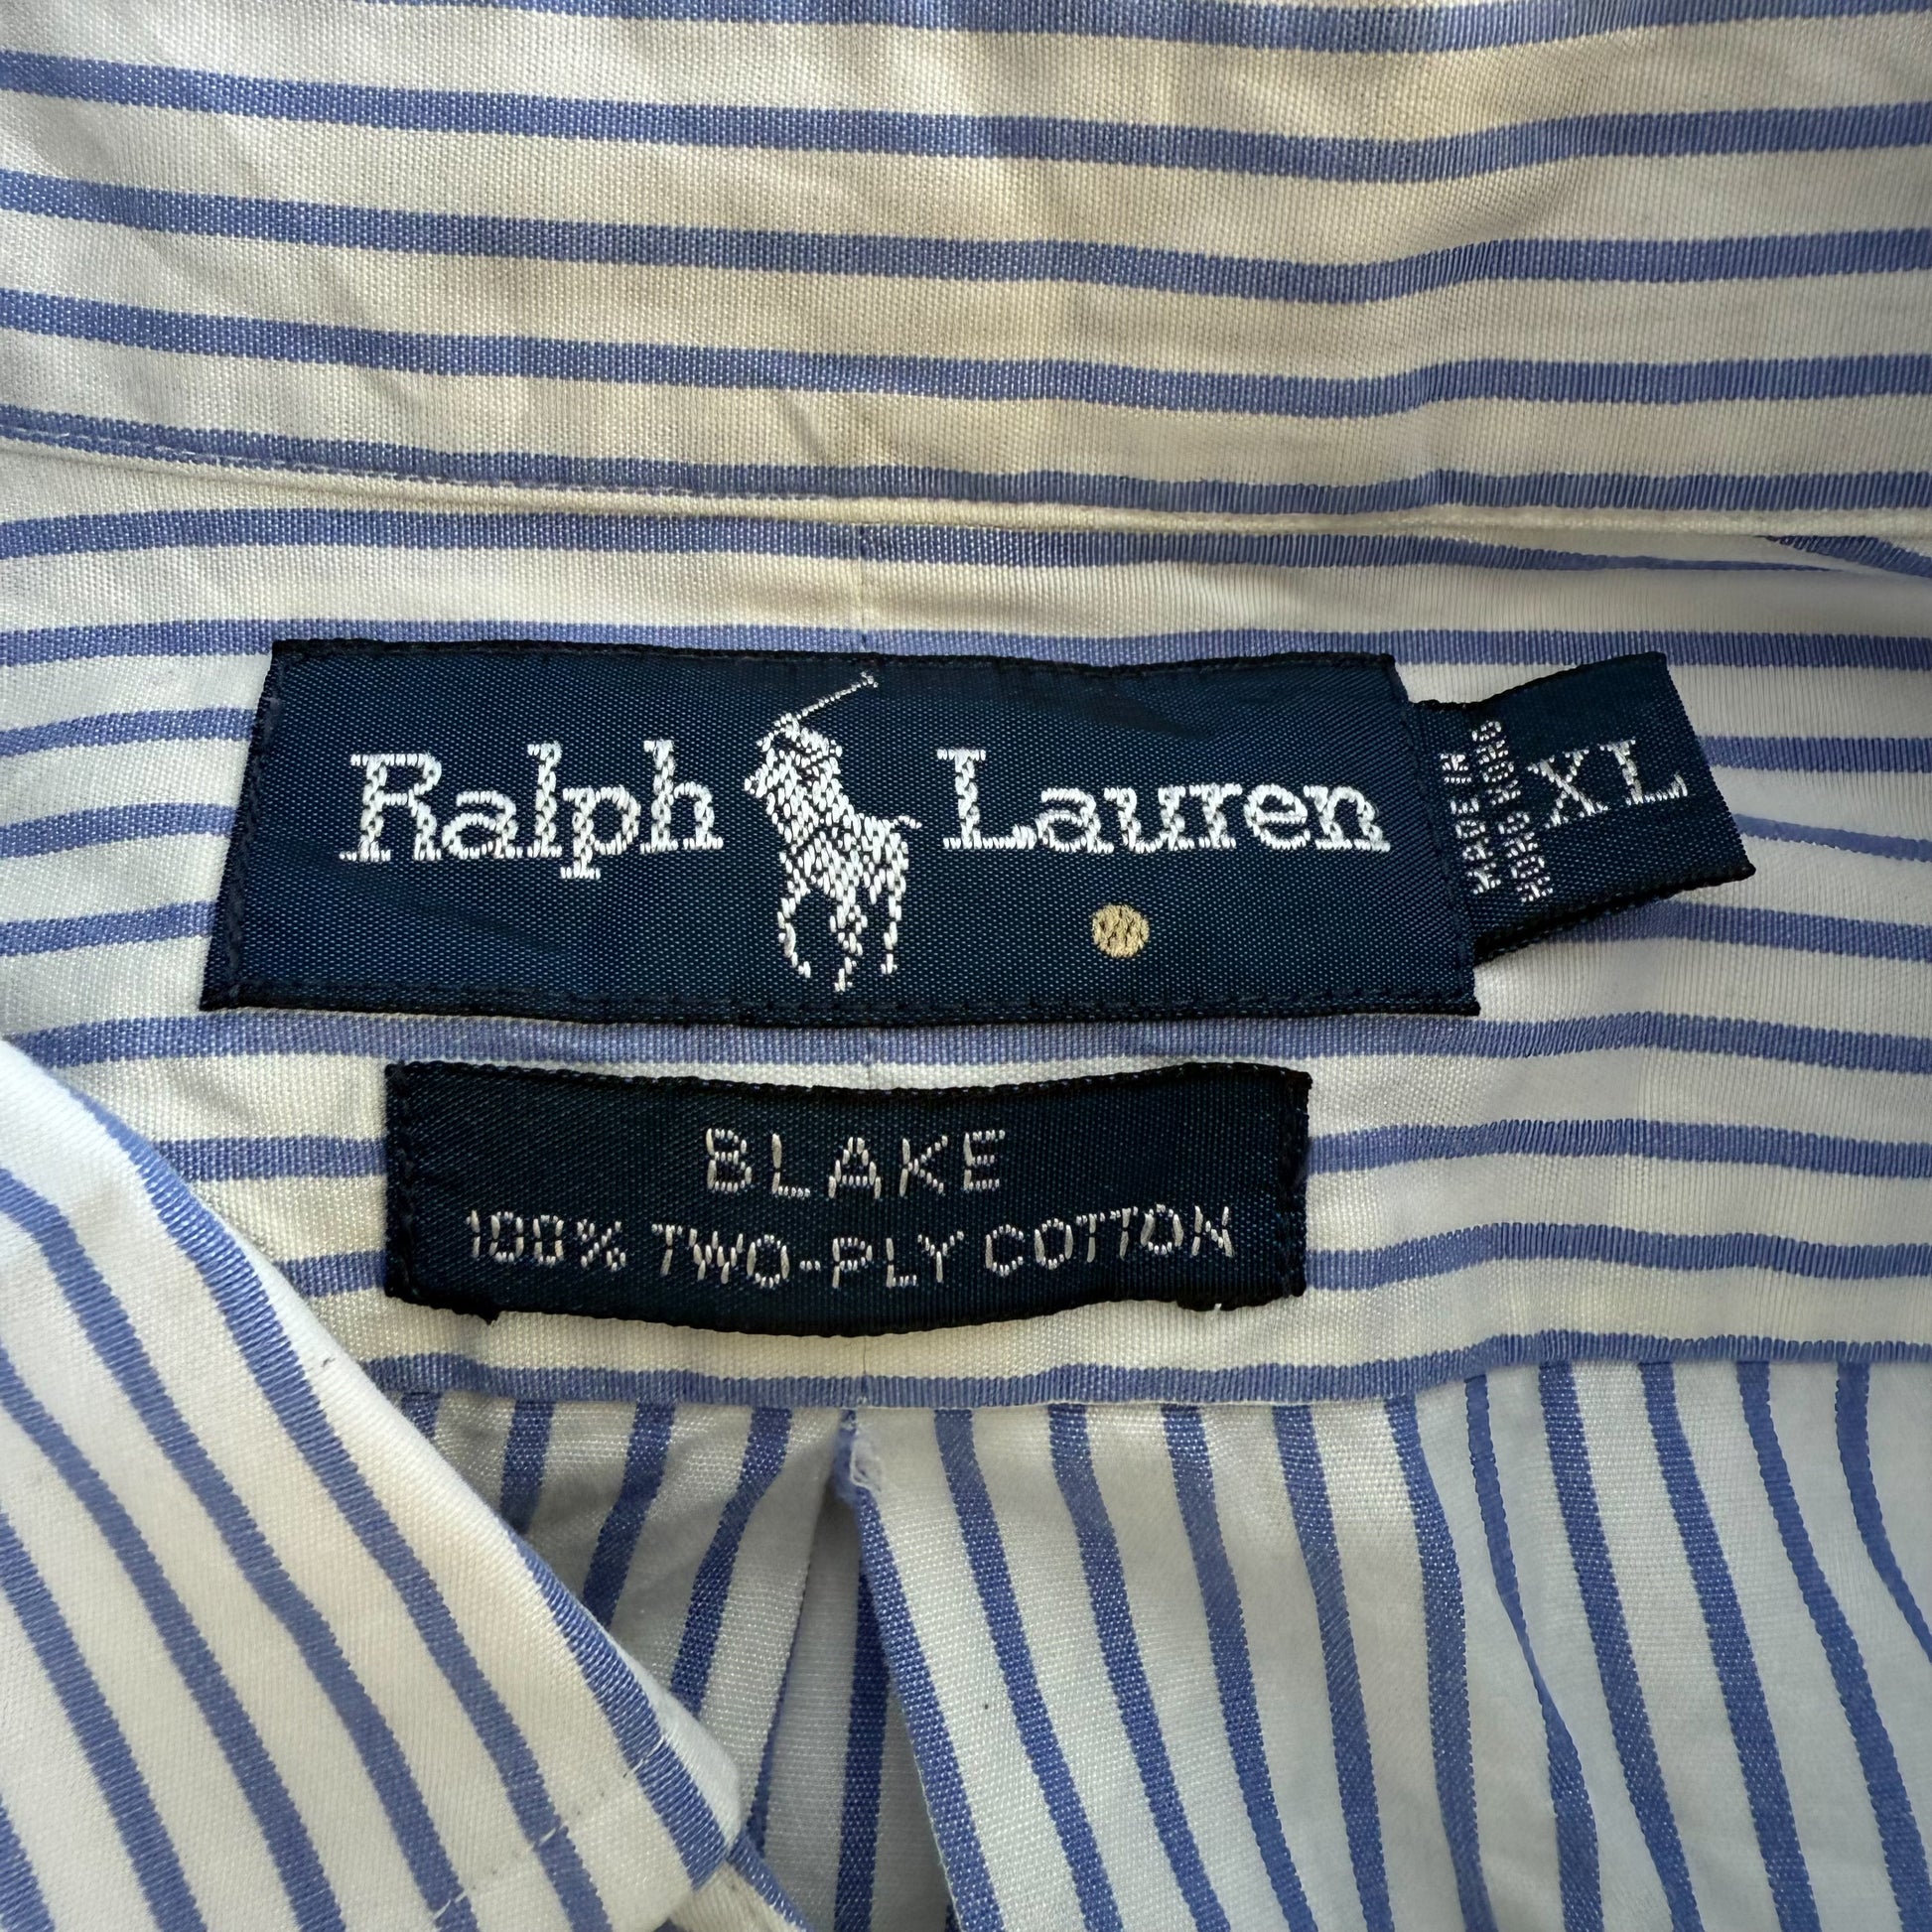 Ralph Lauren
XL
MADE IN
HONG KONG
BLAKE
100% TWO-PLY COTTON